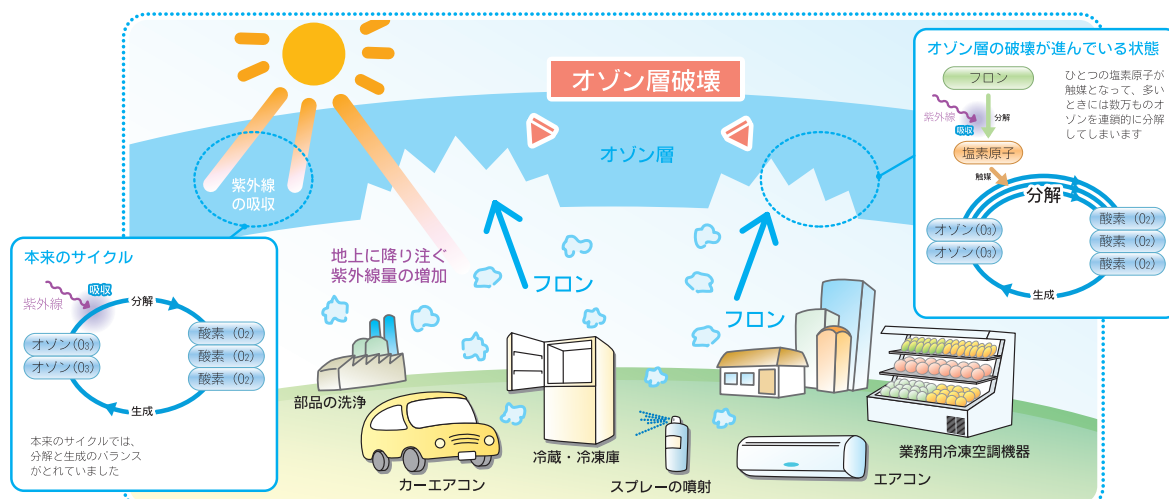 オゾン層破壊
オゾン層
紫外線
の吸収
地上に降り注ぐ
紫外線量の増加
フロン
フロン
オゾン層の破壊が進んでいる状態
フロン
ひとつの塩素原子が
触媒となって、多い
ときには数万ものオ
ゾンを連鎖的に分解
してしまいます
紫外線
吸収
分解
塩素原子
触媒
分解
オゾン(O₃)
オゾン(O₃)
酸素 (O₂)
酸素 (O₂)
酸素 (O₂)
生成
本来のサイクル
紫外線
吸収
分解
オゾン(O₃)
オゾン(O₃)
酸素 (O₂)
酸素 (O₂)
酸素 (O₂)
生成
本来のサイクルでは、
分解と生成のバランス
がとれていました
部品の洗浄
カーエアコン
冷蔵・冷凍庫
スプレーの噴射
エアコン
業務用冷凍空調機器